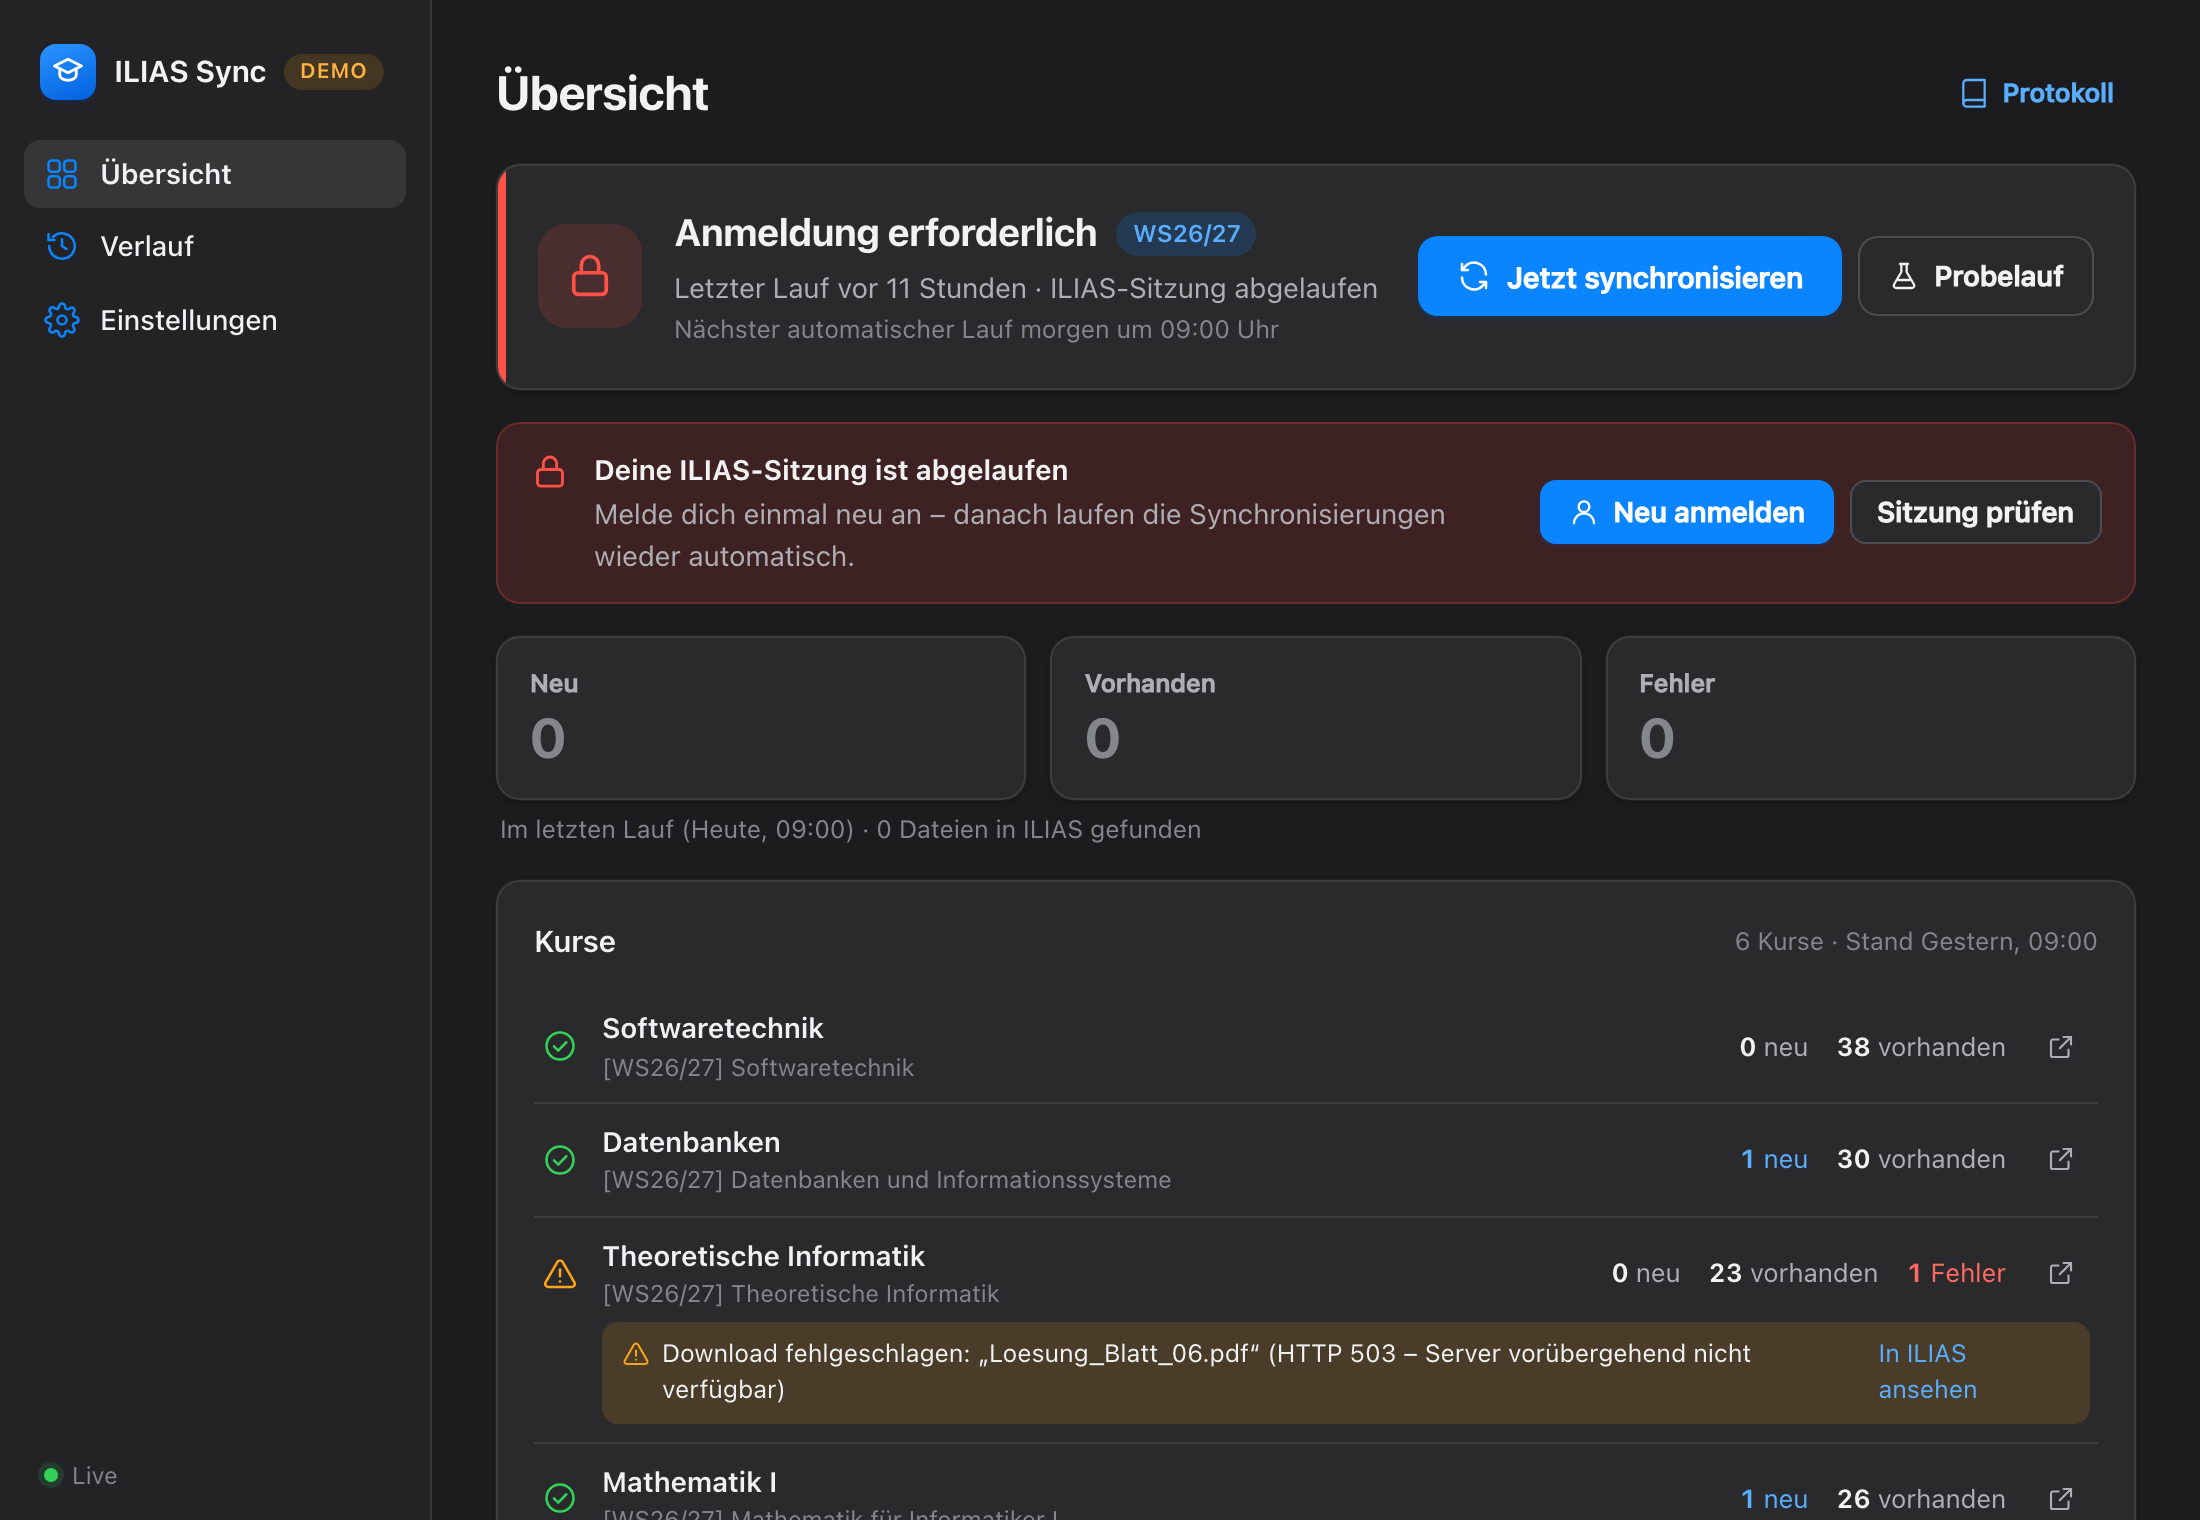 ILIAS Sync DEMO
Übersicht
Verlauf
Einstellungen
Live
Übersicht
Protokoll
Anmeldung erforderlich WS26/27
Letzter Lauf vor 11 Stunden · ILIAS-Sitzung abgelaufen
Nächster automatischer Lauf morgen um 09:00 Uhr
Jetzt synchronisieren
Probelauf
Deine ILIAS-Sitzung ist abgelaufen
Melde dich einmal neu an – danach laufen die Synchronisierungen
wieder automatisch.
Neu anmelden
Sitzung prüfen
Neu
0
Vorhanden
0
Fehler
0
Im letzten Lauf (Heute, 09:00) · 0 Dateien in ILIAS gefunden
Kurse
6 Kurse · Stand Gestern, 09:00
Softwaretechnik
[WS26/27] Softwaretechnik
0 neu 38 vorhanden
Datenbanken
[WS26/27] Datenbanken und Informationssysteme
1 neu 30 vorhanden
Theoretische Informatik
[WS26/27] Theoretische Informatik
0 neu 23 vorhanden 1 Fehler
Download fehlgeschlagen: „Loesung_Blatt_06.pdf“ (HTTP 503 – Server vorübergehend nicht
verfügbar)
In ILIAS
ansehen
Mathematik I
[WS26/27] Mathematik für Informatiker I
1 neu 26 vorhanden